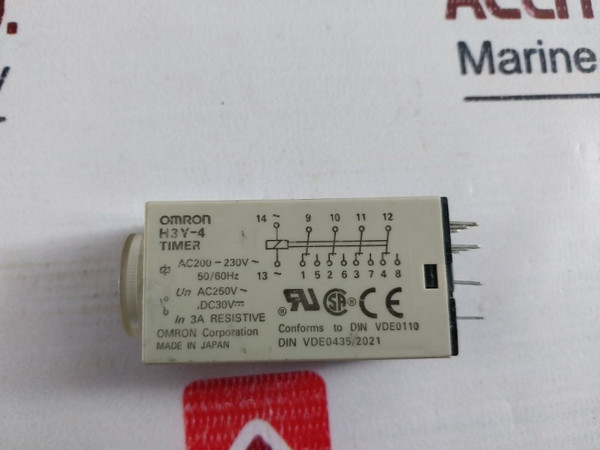 Marine
OMRON
H3Y-4
TIMER
14 ~ 9 10 11 12
AC200-230V~
50/60Hz
13 ~ 1 5 2 6 3 7 4 8
Un AC250V~
DC30V
In 3A RESISTIVE
OMRON Corporation
MADE IN JAPAN
SA
CE
Conforms to DIN VDE0110
DIN VDE0435/2021